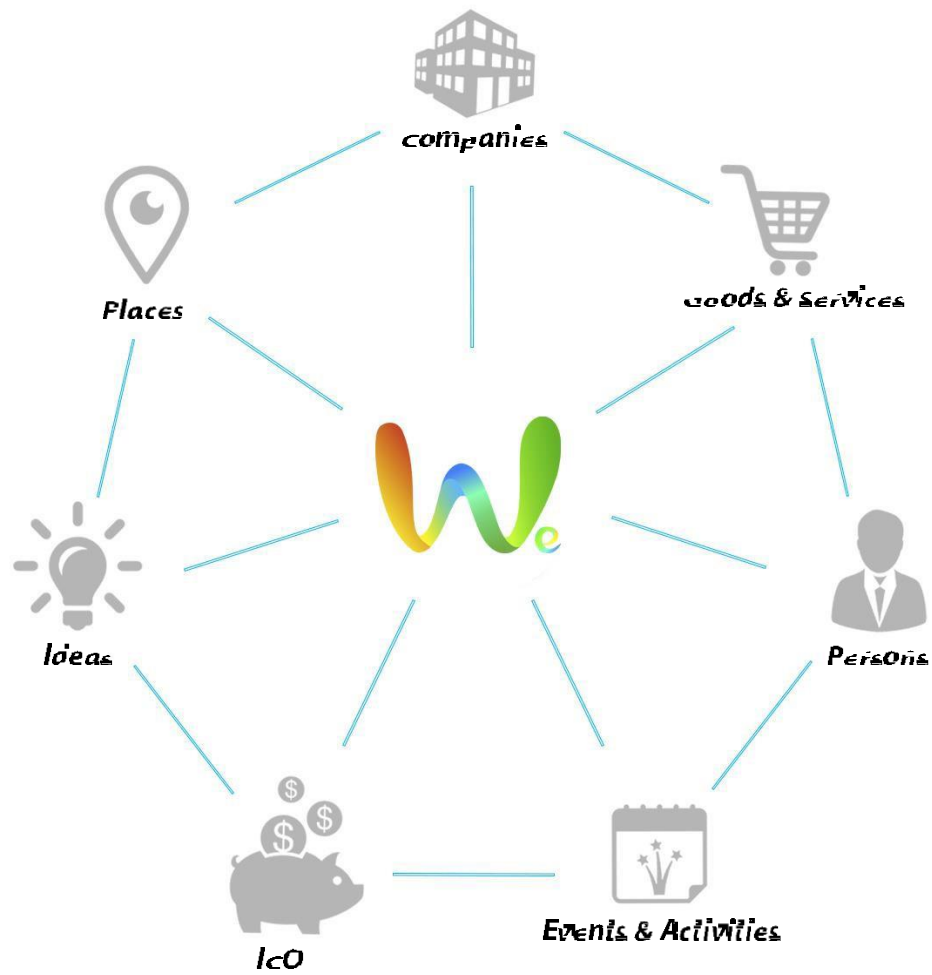 companies
Places
Goods & Services
We
Ideas
Persons
$
$
$
Events & Activities
IcO